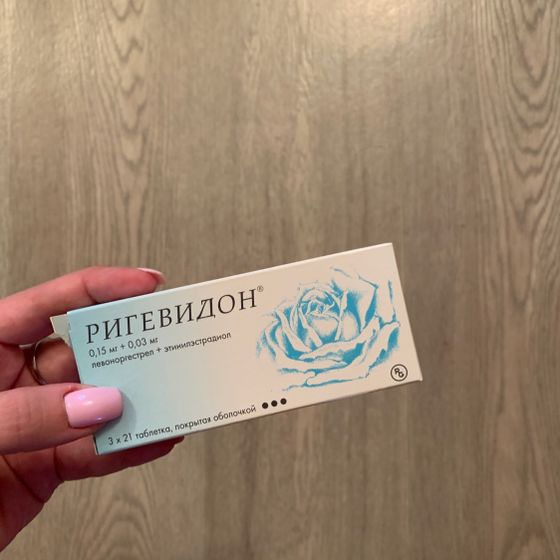 РИГЕВИДОН®
0,15 мг + 0,03 мг
левоноргестрел + этинилэстрадиол
3 x 21 таблетка, покрытая оболочкой